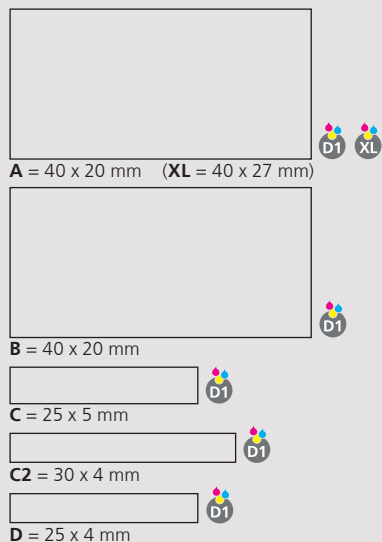 D1 XL
A = 40 x 20 mm (XL = 40 x 27 mm)
D1
B = 40 x 20 mm
D1
C = 25 x 5 mm
D1
C2 = 30 x 4 mm
D1
D = 25 x 4 mm